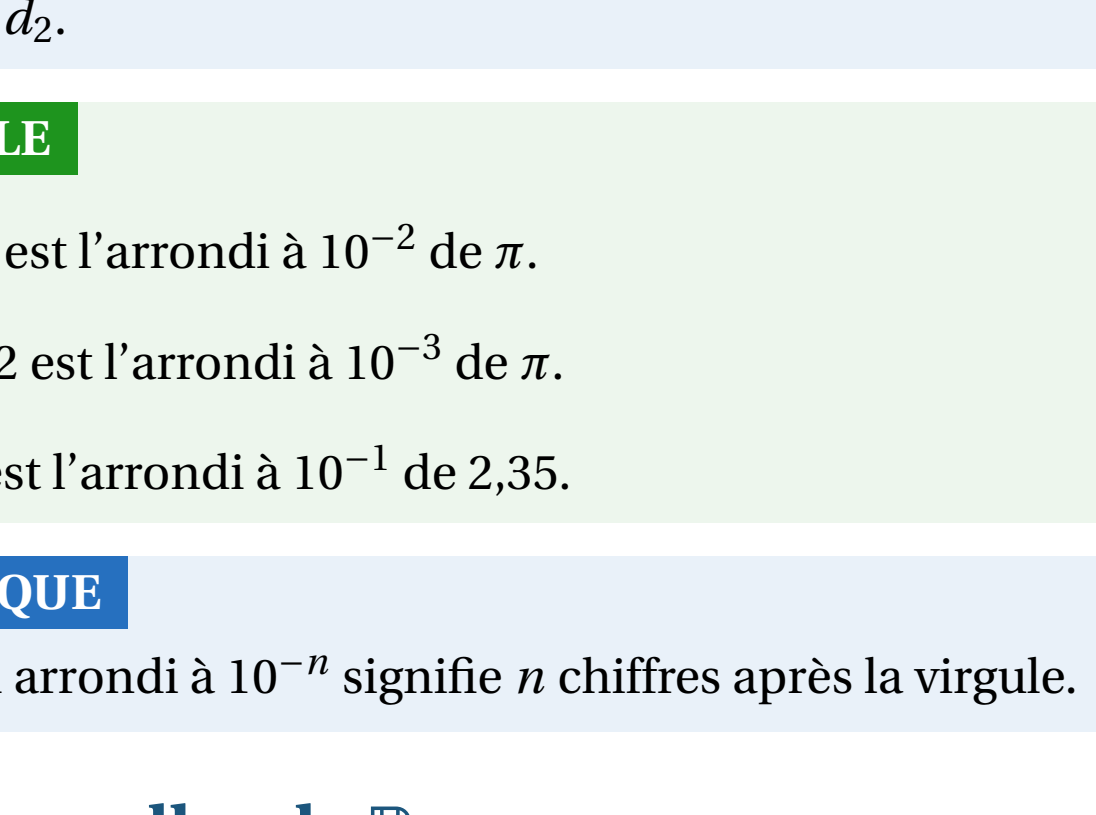 d₂.
LE
est l’arrondi à 10⁻² de π.
2 est l’arrondi à 10⁻³ de π.
est l’arrondi à 10⁻¹ de 2,35.
QUE
arrondi à 10⁻ⁿ signifie n chiffres après la virgule.